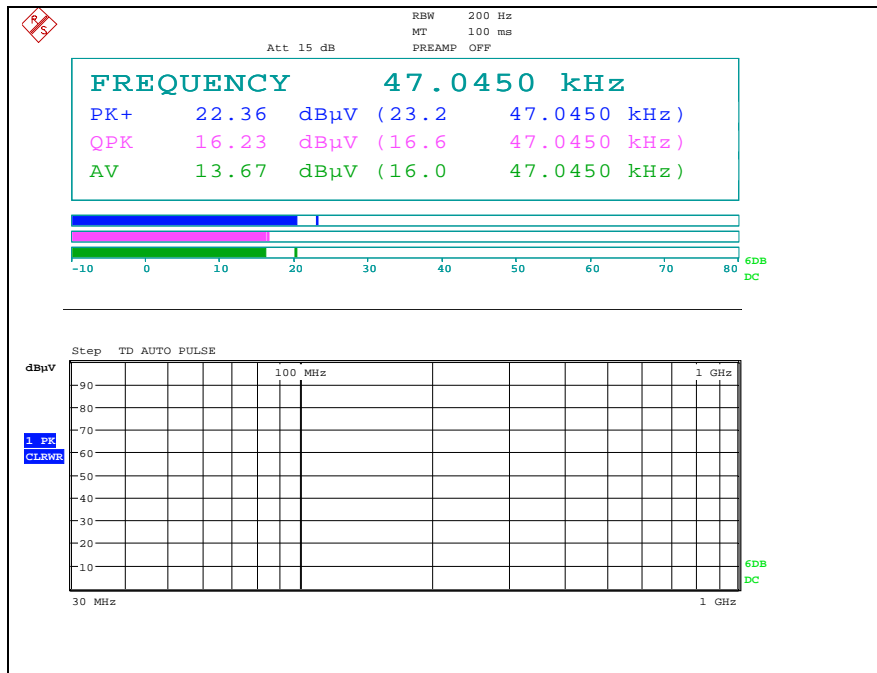 R S
RBW 200 Hz
MT 100 ms
Att 15 dB PREAMP OFF
FREQUENCY 47.0450 kHz
PK+ 22.36 dBµV (23.2 47.0450 kHz)
QPK 16.23 dBµV (16.6 47.0450 kHz)
AV 13.67 dBµV (16.0 47.0450 kHz)
-10 0 10 20 30 40 50 60 70 80
6DB
DC
Step TD AUTO PULSE
dBµV
100 MHz 1 GHz
90
80
70
1 PK
CLRWR
60
50
40
30
20
10
6DB
DC
30 MHz 1 GHz